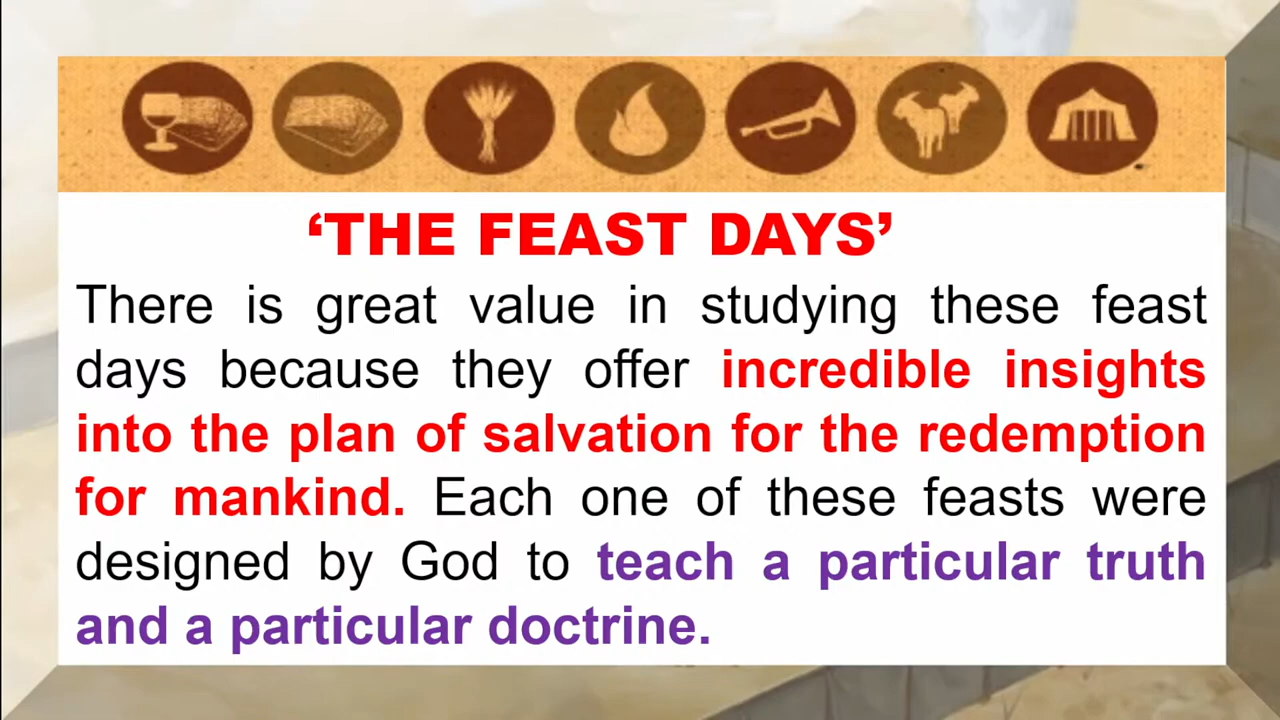 ‘THE FEAST DAYS’
There is great value in studying these feast
days because they offer incredible insights
into the plan of salvation for the redemption
for mankind. Each one of these feasts were
designed by God to teach a particular truth
and a particular doctrine.